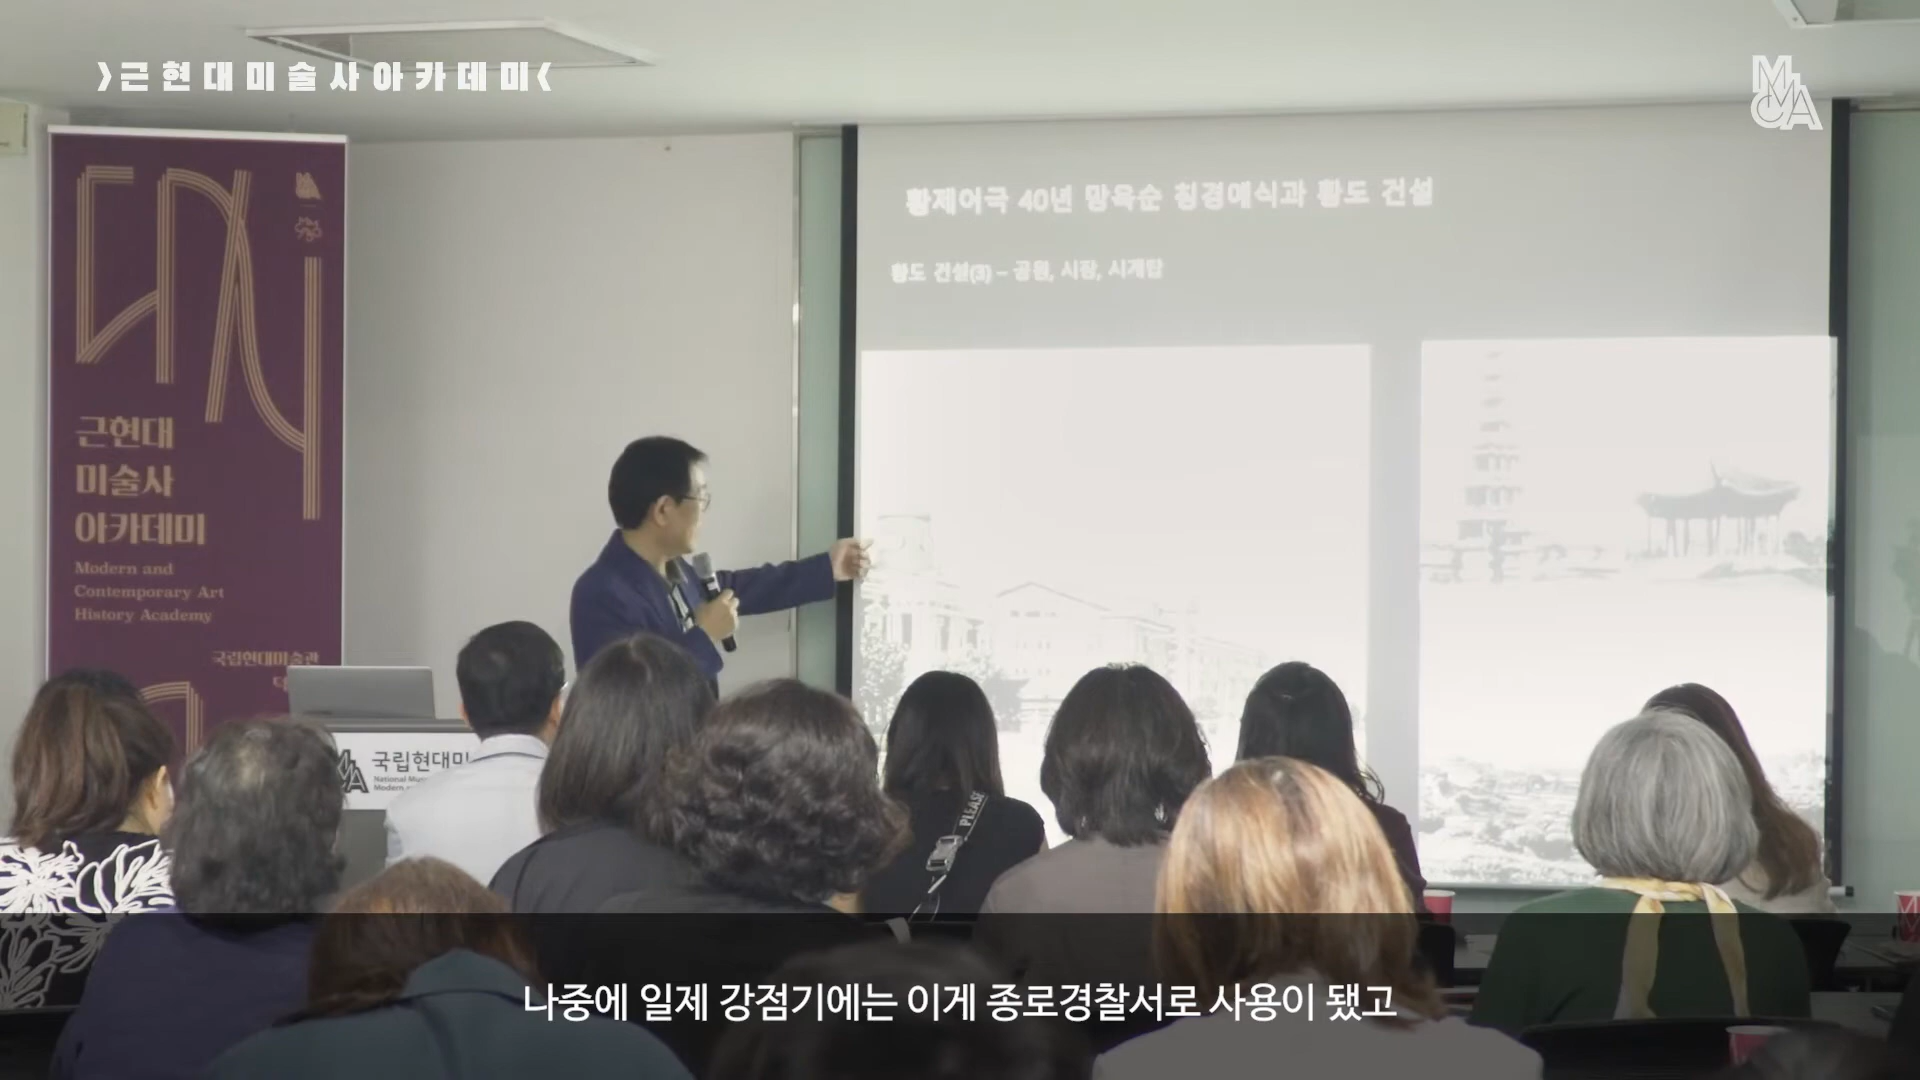 》근현대미술사아카데미《
MMCA
황제어극 40년 망육순 칭경예식과 황도 건설
황도 건설(3) – 공원, 시장, 시계탑
근현대
미술사
아카데미
Modern and
Contemporary Art
History Academy
국립현대미술관
국립현대미
National
Modern
PLEASE
나중에 일제 강점기에는 이게 종로경찰서로 사용이 됐고